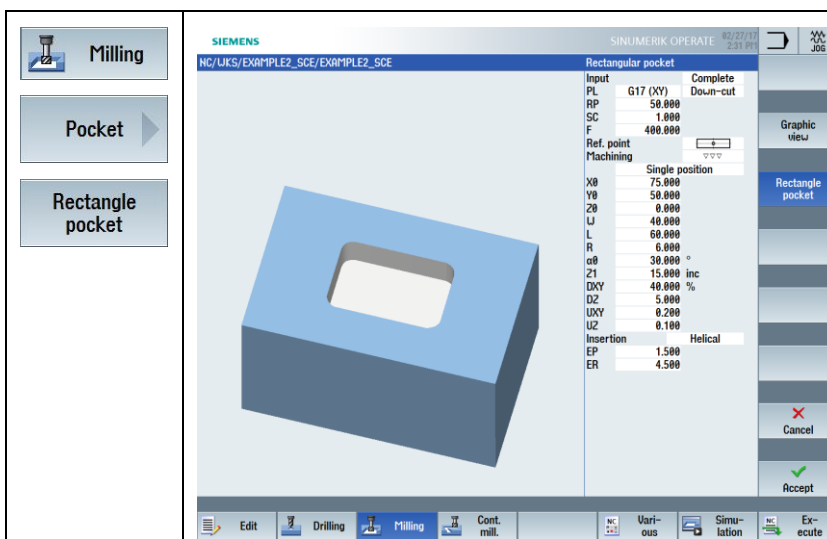 Milling
Pocket
Rectangle
pocket
SIEMENS
SINUMERIK OPERATE 02/27/17
2:31 PM
JOG
NC/WKS/EXAMPLE2_SCE/EXAMPLE2_SCE
Rectangular pocket
Input Complete
PL G17 (XY) Down-cut
RP 50.000
SC 1.000
F 400.000
Ref. point
Machining ▽▽▽
Single position
X0 75.000
Y0 50.000
Z0 0.000
W 40.000
L 60.000
R 6.000
α0 30.000 °
Z1 15.000 inc
DXY 40.000 %
DZ 5.000
UXY 0.200
UZ 0.100
Insertion Helical
EP 1.500
ER 4.500
Graphic
view
Rectangle
pocket
Cancel
Accept
Edit
Drilling
Milling
Cont.
mill.
NC Vari-
ous
Simu-
lation
NC Ex-
ecute